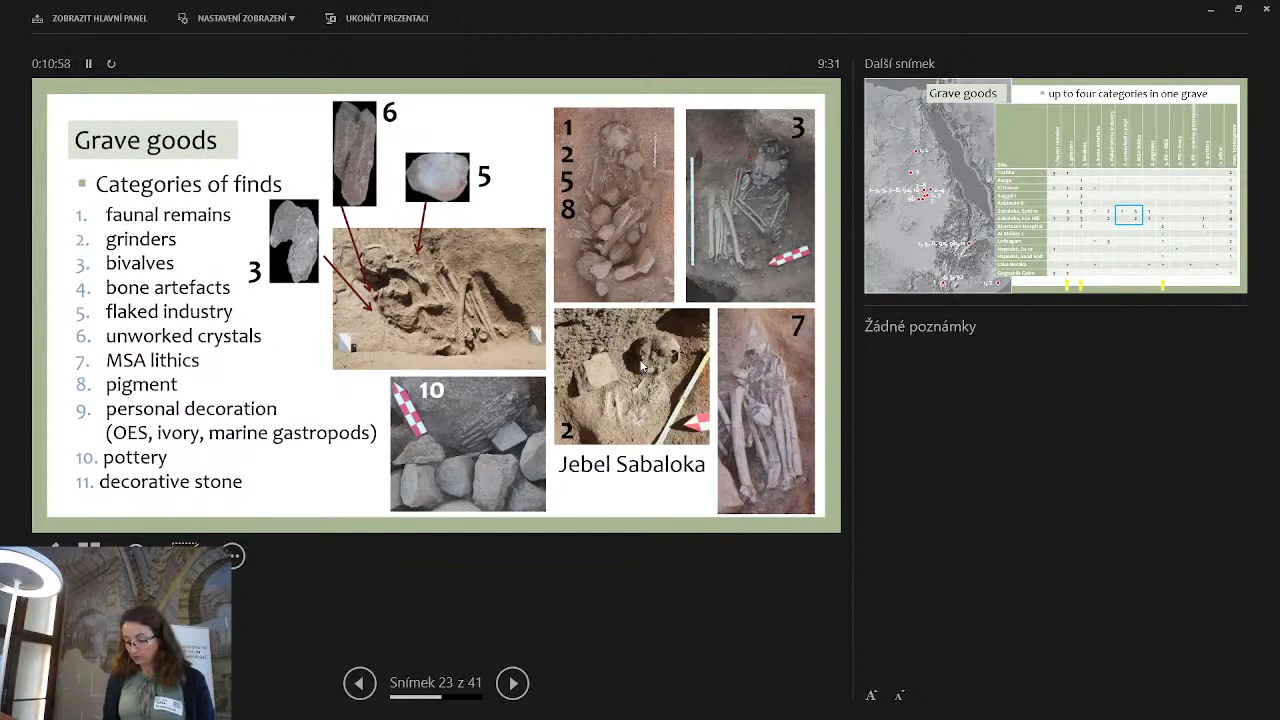 ZOBRAZIT HLAVNÍ PANEL
NASTAVENÍ ZOBRAZENÍ ▼
UKONČIT PREZENTACI
0:10:58
9:31
Grave goods
Categories of finds
1. faunal remains
2. grinders
3. bivalves
4. bone artefacts
5. flaked industry
6. unworked crystals
7. MSA lithics
8. pigment
9. personal decoration
(OES, ivory, marine gastropods)
10. pottery
11. decorative stone
6
5
3
10
1
2
5
8
3
2
7
Jebel Sabaloka
Další snímek
Grave goods
up to four categories in one grave
Žádné poznámky
Snímek 23 z 41
A
A